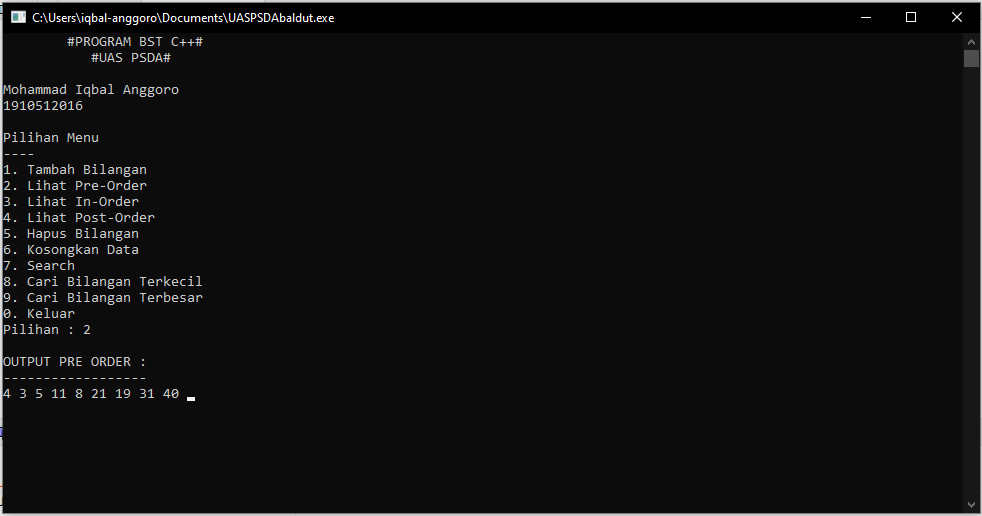 C:\Users\iqbal-anggoro\Documents\UASPSDAbaldut.exe
#PROGRAM BST C++#
#UAS PSDA#
Mohammad Iqbal Anggoro
1910512016
Pilihan Menu
----
1. Tambah Bilangan
2. Lihat Pre-Order
3. Lihat In-Order
4. Lihat Post-Order
5. Hapus Bilangan
6. Kosongkan Data
7. Search
8. Cari Bilangan Terkecil
9. Cari Bilangan Terbesar
0. Keluar
Pilihan : 2
OUTPUT PRE ORDER :
------------------
4 3 5 11 8 21 19 31 40